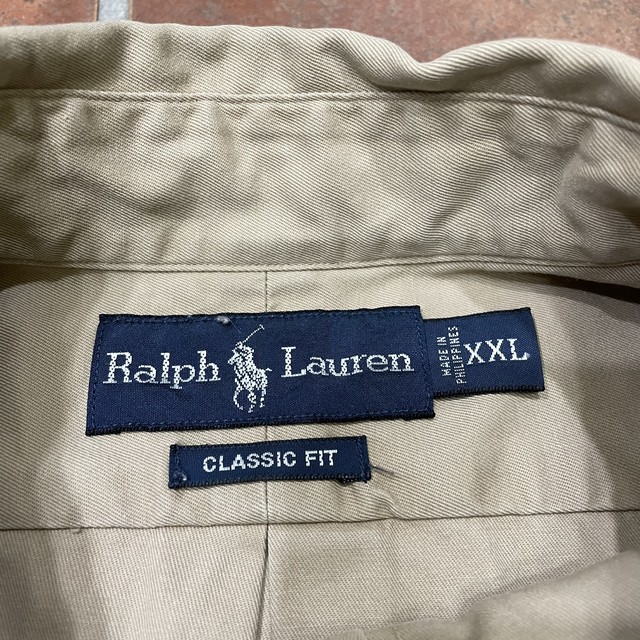 Ralph Lauren
MADE IN
PHILIPPINES
XXL
CLASSIC FIT